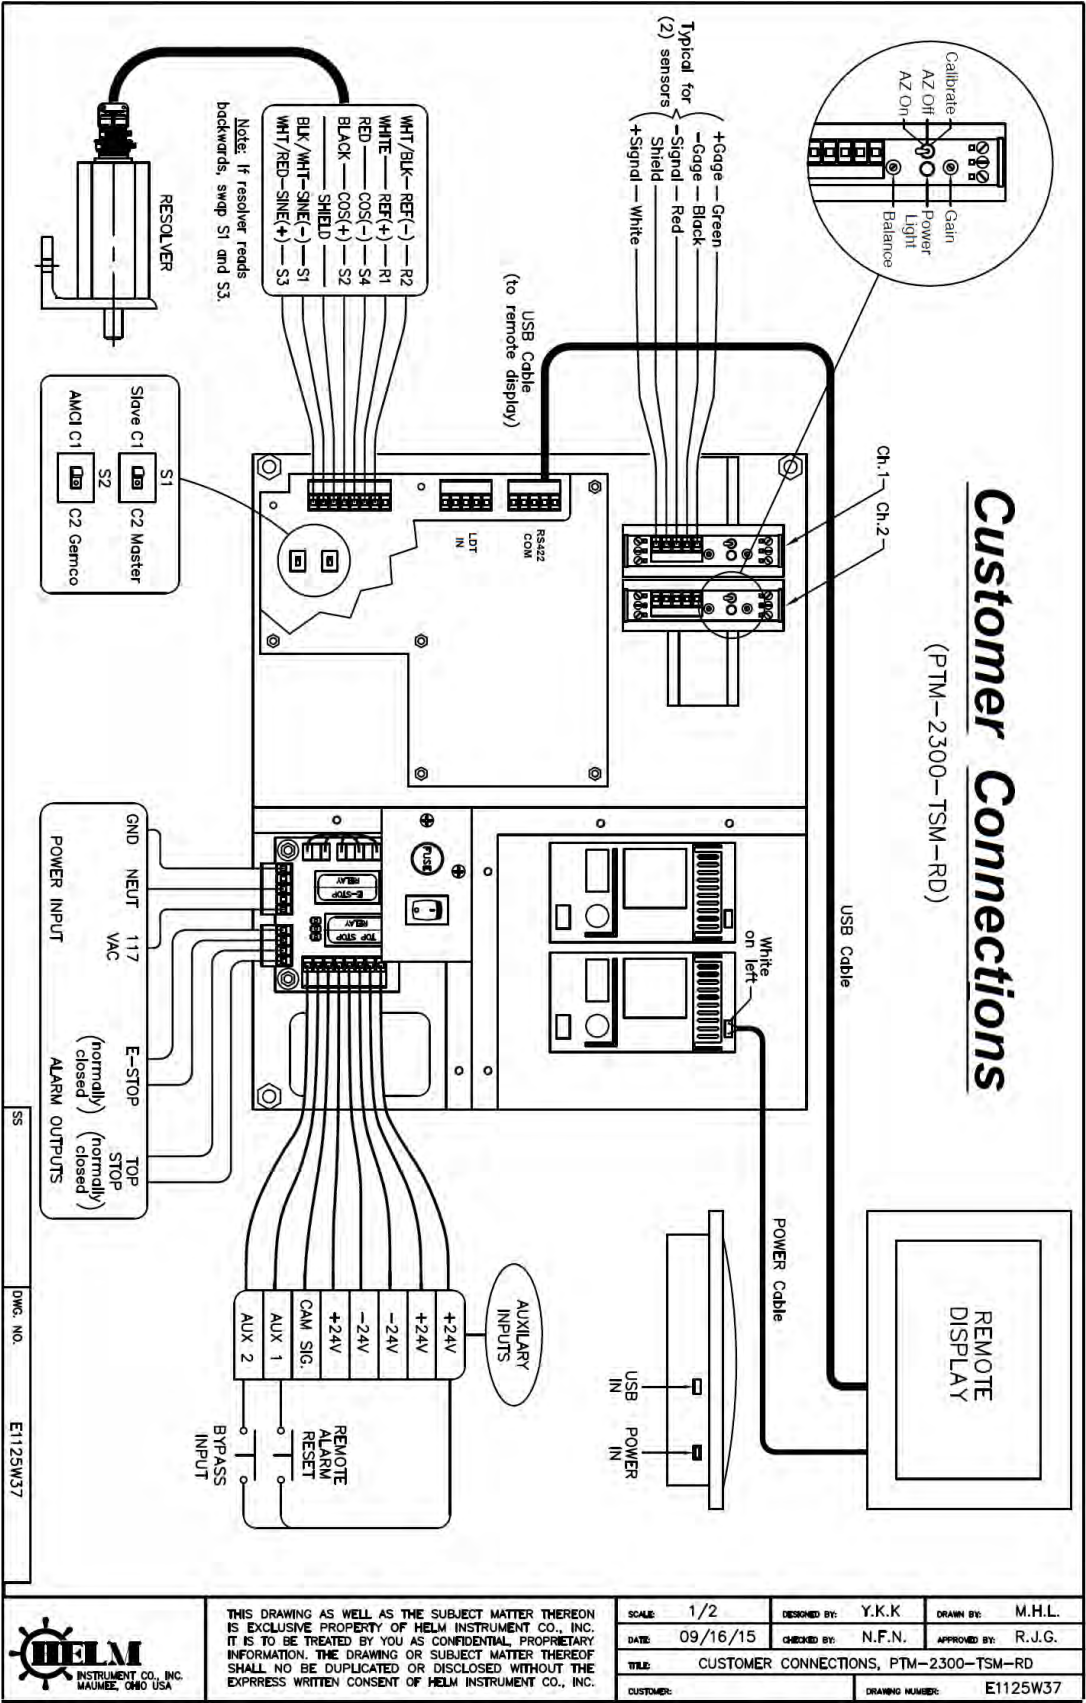 Customer Connections
(PTM-2300-TSM-RD)
Calibrate
AZ Off
AZ On
Gain
Power
Light
Balance
Typical for
(2) sensors
+Gage - Green
-Gage - Black
-Signal - Red
Shield
+Signal - White
Ch.1
Ch.2
USB Cable
(to remote display)
WHT/BLK - REF(-) - R2
WHITE - REF(+) - R1
RED - COS(-) - S4
BLACK - COS(+) - S2
SHIELD
BLK/WHT-SINE(-) - S1
WHT/RED-SINE(+) - S3
Note: If resolver reads
backwards, swap S1 and S3.
RESOLVER
S1
Slave C1
C2 Master
S2
AMCI C1
C2 Gemco
RS422
COM
LDT
IN
FUSE
E-STOP
RELAY
TOP STOP
RELAY
White
on left
USB Cable
POWER Cable
REMOTE
DISPLAY
USB
IN
POWER
IN
GND
NEUT
117
VAC
POWER INPUT
E-STOP
(normally
closed)
TOP
STOP
(normally
closed)
ALARM OUTPUTS
AUXILARY
INPUTS
+24V
+24V
-24V
-24V
+24V
CAM SIG.
AUX 1
AUX 2
REMOTE
ALARM
RESET
BYPASS
INPUT
SS
DWG. NO.
E1125W37
HELM
INSTRUMENT CO., INC.
MAUMEE, OHIO USA
THIS DRAWING AS WELL AS THE SUBJECT MATTER THEREON
IS EXCLUSIVE PROPERTY OF HELM INSTRUMENT CO., INC.
IT IS TO BE TREATED BY YOU AS CONFIDENTIAL, PROPRIETARY
INFORMATION. THE DRAWING OR SUBJECT MATTER THEREOF
SHALL NO BE DUPLICATED OR DISCLOSED WITHOUT THE
EXPRRESS WRITTEN CONSENT OF HELM INSTRUMENT CO., INC.
SCALE: 1/2
DESIGNED BY: Y.K.K
DRAWN BY: M.H.L.
DATE: 09/16/15
CHECKED BY: N.F.N.
APPROVED BY: R.J.G.
TITLE: CUSTOMER CONNECTIONS, PTM-2300-TSM-RD
CUSTOMER:
DRAWING NUMBER: E1125W37